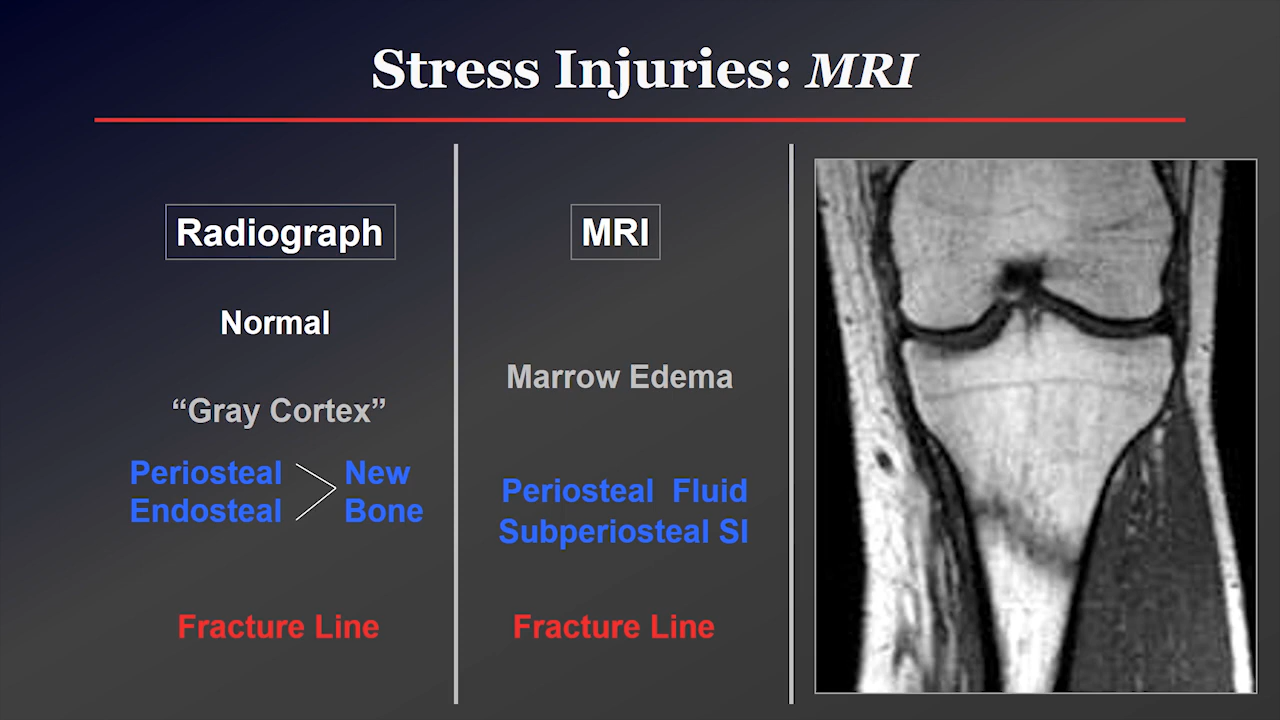 Stress Injuries: MRI
Radiograph
Normal
“Gray Cortex”
Periosteal New
Endosteal Bone
Fracture Line
MRI
Marrow Edema
Periosteal Fluid
Subperiosteal SI
Fracture Line